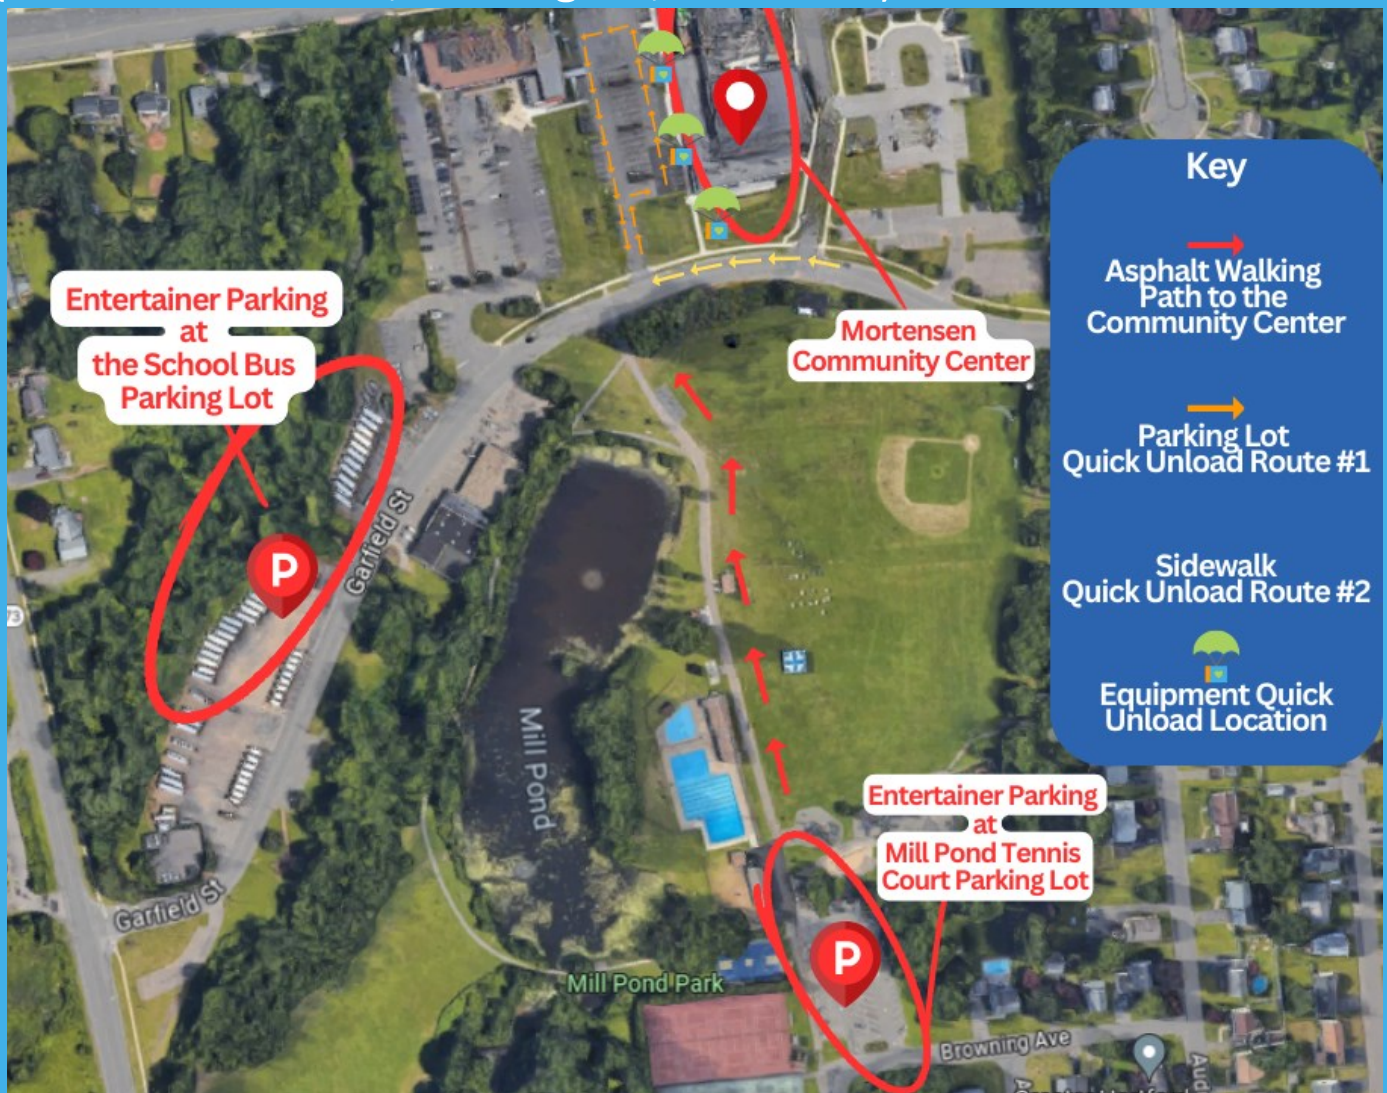 Key
Asphalt Walking
Path to the
Community Center
Parking Lot
Quick Unload Route #1
Sidewalk
Quick Unload Route #2
Equipment Quick
Unload Location
Entertainer Parking
at
the School Bus
Parking Lot
Mortensen
Community Center
P
Garfield St
Mill Pond
Entertainer Parking
at
Mill Pond Tennis
Court Parking Lot
Garfield St
P
Mill Pond Park
Browning Ave